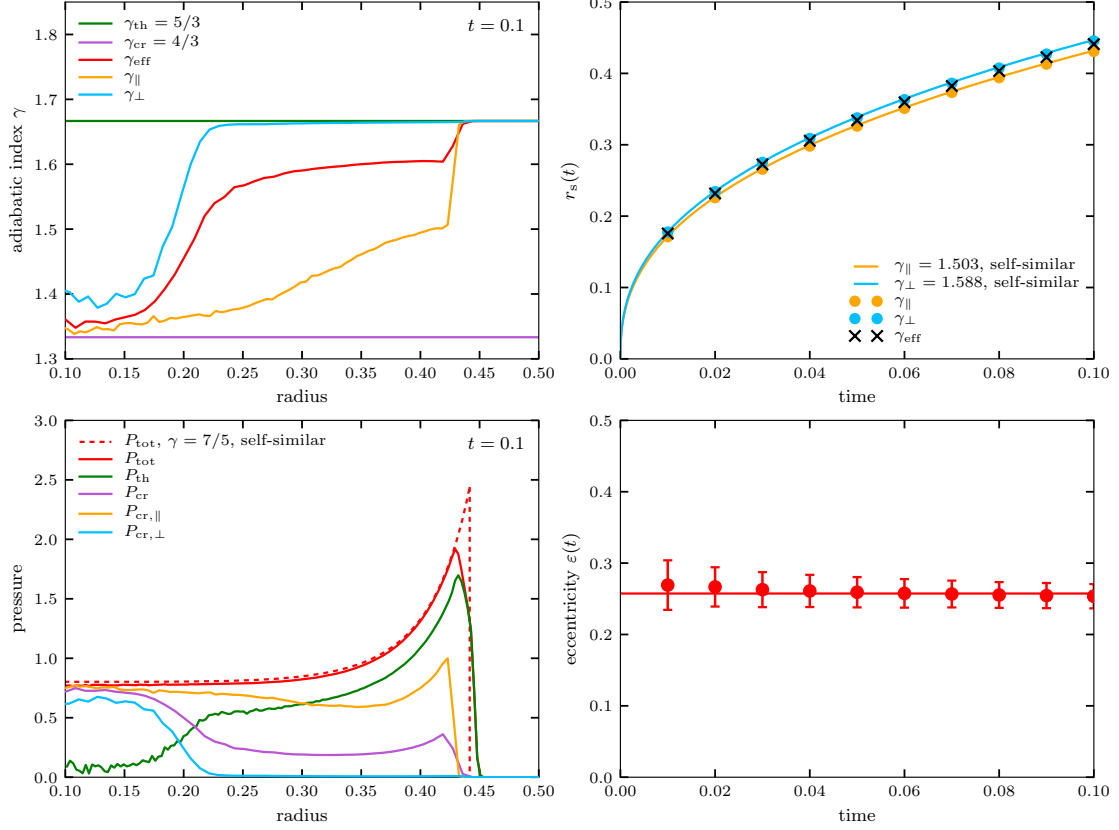 γth = 5/3
γcr = 4/3
γeff
γ∥
γ⊥
t = 0.1
adiabatic index γ
1.3
1.4
1.5
1.6
1.7
1.8
0.10 0.15 0.20 0.25 0.30 0.35 0.40 0.45 0.50
radius
rs(t)
0.0
0.1
0.2
0.3
0.4
0.5
γ∥ = 1.503, self-similar
γ⊥ = 1.588, self-similar
γ∥
γ⊥
γeff
0.00 0.02 0.04 0.06 0.08 0.10
time
Ptot, γ = 7/5, self-similar
Ptot
Pth
Pcr
Pcr,∥
Pcr,⊥
t = 0.1
pressure
0.0
0.5
1.0
1.5
2.0
2.5
3.0
0.10 0.15 0.20 0.25 0.30 0.35 0.40 0.45 0.50
radius
eccentricity ε(t)
0.0
0.1
0.2
0.3
0.4
0.5
0.00 0.02 0.04 0.06 0.08 0.10
time